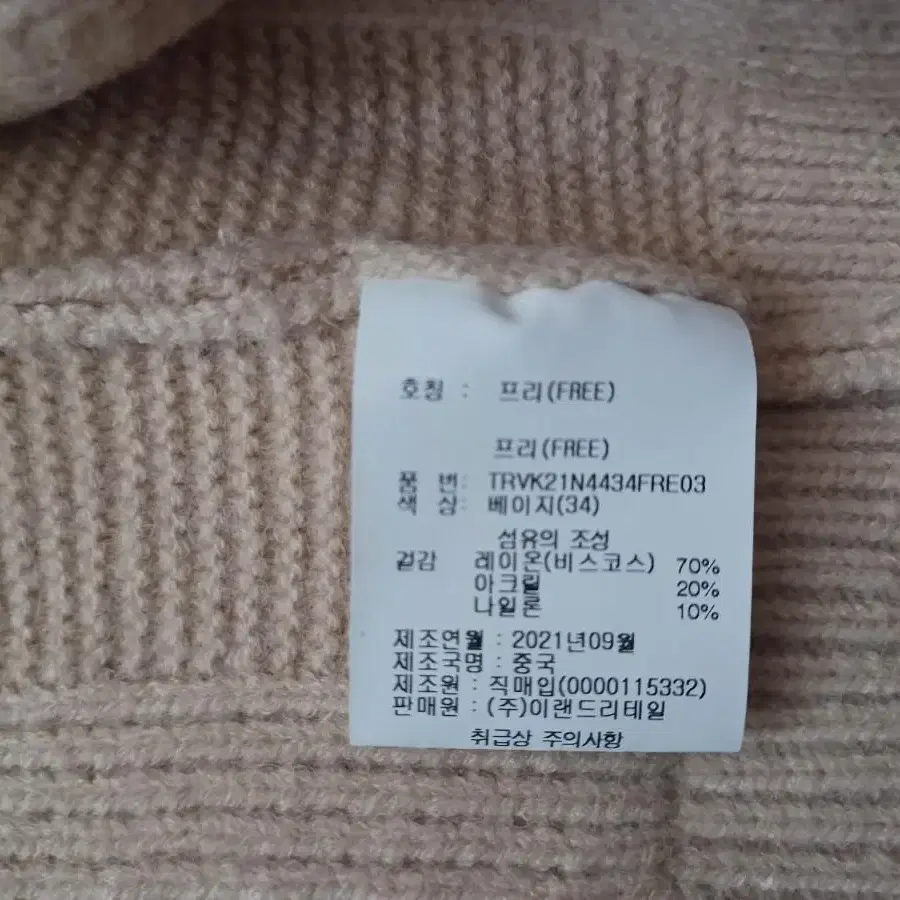 호칭 : 프리(FREE)
프리(FREE)
품 번: TRVK21N4434FRE03
색 상: 베이지(34)
섬유의 조성
겉감 레이온(비스코스) 70%
아크릴 20%
나일론 10%
제조연월 : 2021년09월
제조국명 : 중국
제조원 : 직매입(0000115332)
판매원 : (주)이랜드리테일
취급상 주의사항